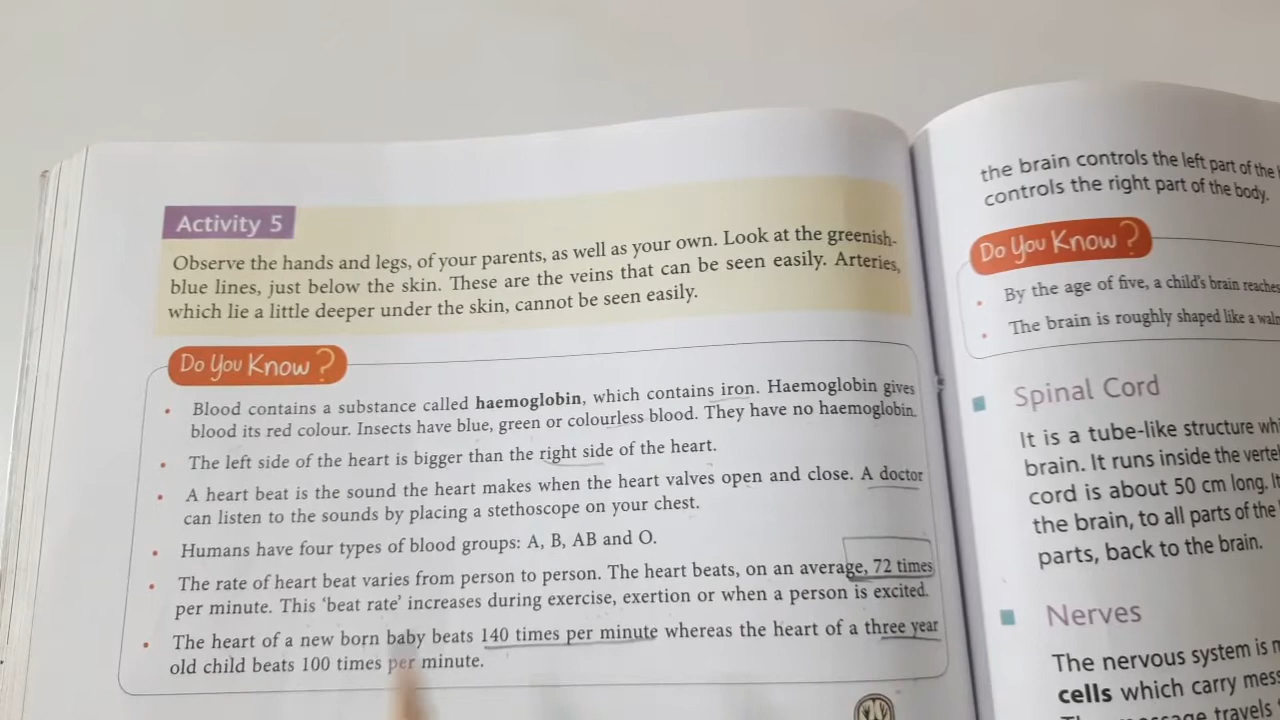 Activity 5
Observe the hands and legs, of your parents, as well as your own. Look at the greenish-
blue lines, just below the skin. These are the veins that can be seen easily. Arteries,
which lie a little deeper under the skin, cannot be seen easily.
Do You Know?
• Blood contains a substance called haemoglobin, which contains iron. Haemoglobin gives
blood its red colour. Insects have blue, green or colourless blood. They have no haemoglobin.
• The left side of the heart is bigger than the right side of the heart.
• A heart beat is the sound the heart makes when the heart valves open and close. A doctor
can listen to the sounds by placing a stethoscope on your chest.
• Humans have four types of blood groups: A, B, AB and O.
• The rate of heart beat varies from person to person. The heart beats, on an average, 72 times
per minute. This 'beat rate' increases during exercise, exertion or when a person is excited.
• The heart of a new born baby beats 140 times per minute whereas the heart of a three year
old child beats 100 times per minute.
the brain controls the left part of the
controls the right part of the body.
Do You Know?
• By the age of five, a child's brain reaches
• The brain is roughly shaped like a
Spinal Cord
It is a tube-like structure
brain. It runs inside the
cord is about 50 cm long.
the brain, to all parts of the
parts, back to the brain.
Nerves
The nervous system is
cells which carry
travels